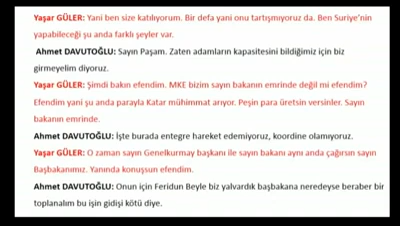 Yaşar GÜLER: Yani ben size katılıyorum. Bir defa yani onu tartışmıyoruz da. Ben Suriye'nin
yapabileceği şu anda farklı şeyler var.
Ahmet DAVUTOĞLU: Sayın Paşam. Zaten adamların kapasitesini bildiğimiz için biz
girmeyelim diyoruz.
Yaşar GÜLER: Şimdi bakın efendim. MKE bizim sayın bakanın emrinde değil mi efendim?
Efendim yani şu anda parayla Katar mühimmat arıyor. Peşin para üretsin versinler. Sayın
bakanın emrinde.
Ahmet DAVUTOĞLU: İşte burada entegre hareket edemiyoruz, koordine olamıyoruz.
Yaşar GÜLER: O zaman sayın Genelkurmay başkanı ile sayın bakanı aynı anda çağırsın sayın
Başbakanımız. Yanında konuşsun efendim.
Ahmet DAVUTOĞLU: Onun için Feridun Beyle biz yalvardık başbakana neredeyse beraber bir
toplanalım bu işin gidişi kötü diye.